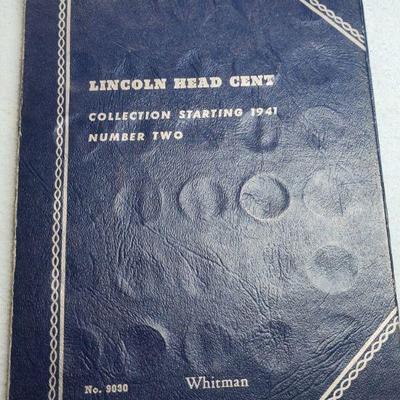 LINCOLN HEAD CENT
COLLECTION STARTING 1941
NUMBER TWO
No. 9030
Whitman